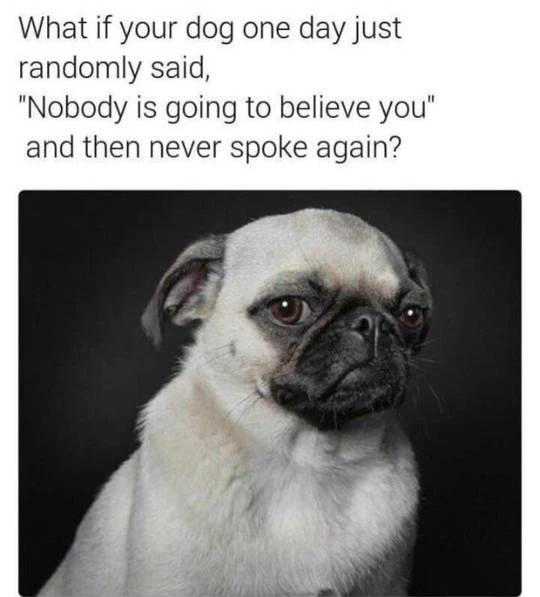 What if your dog one day just
randomly said,
"Nobody is going to believe you"
and then never spoke again?